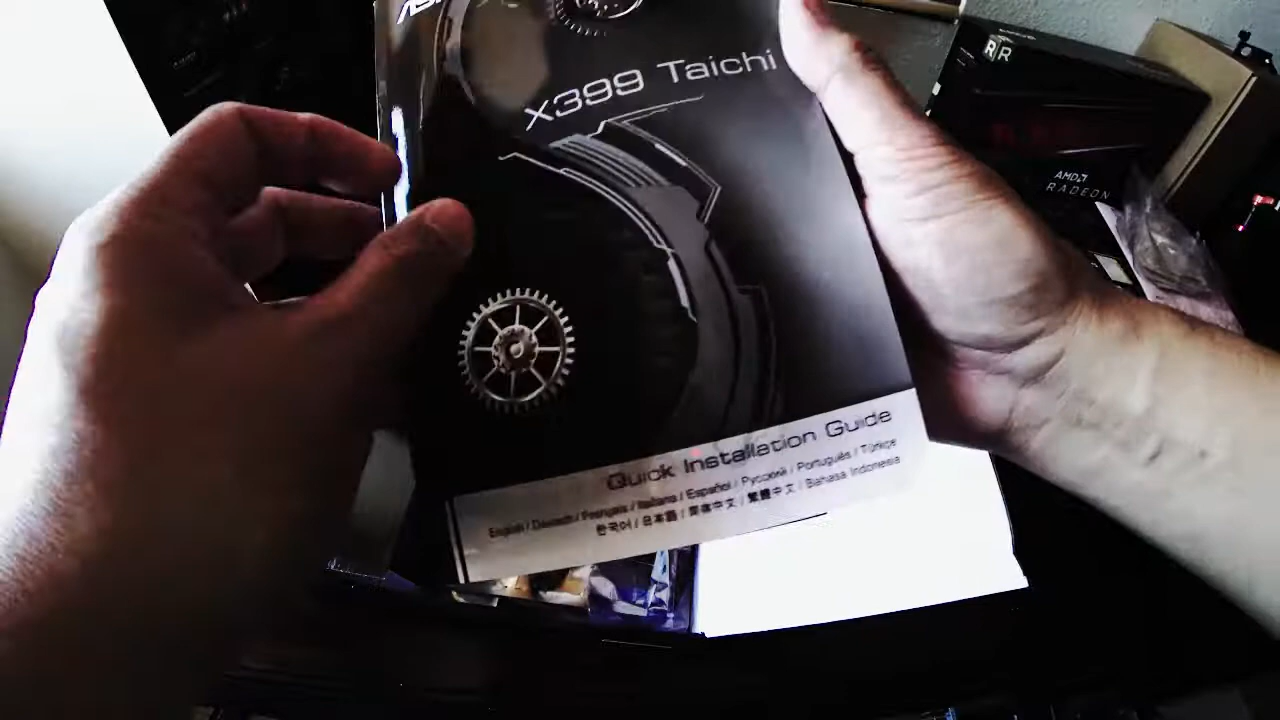 X399 Taichi
Quick Installation Guide
English / Deutsch / Français / Italiano / Español / Русский / Português / Türkçe
한국어 / 日本語 / 简体中文 / 繁體中文 / Bahasa Indonesia
AMD
RADEON